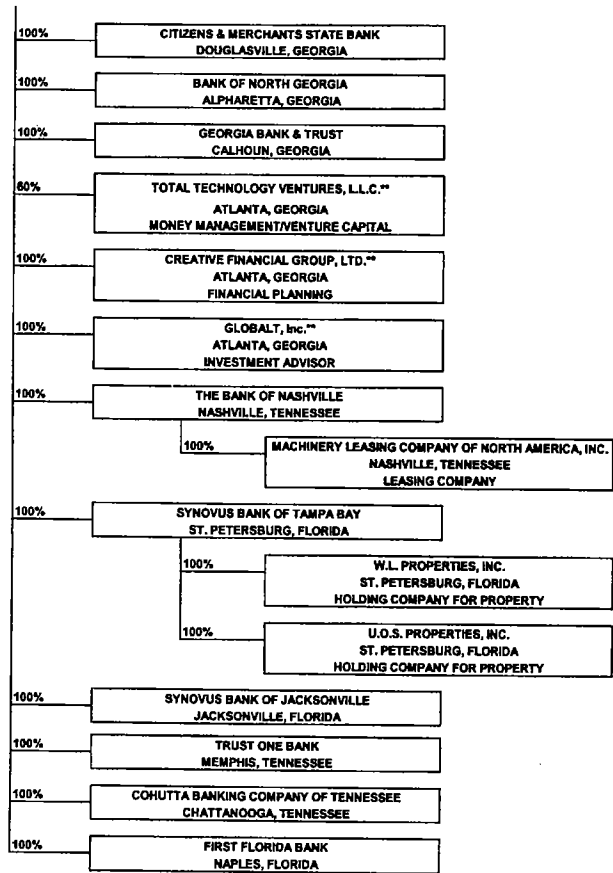 100%
CITIZENS & MERCHANTS STATE BANK
DOUGLASVILLE, GEORGIA
100%
BANK OF NORTH GEORGIA
ALPHARETTA, GEORGIA
100%
GEORGIA BANK & TRUST
CALHOUN, GEORGIA
60%
TOTAL TECHNOLOGY VENTURES, L.L.C.**
ATLANTA, GEORGIA
MONEY MANAGEMENT/VENTURE CAPITAL
100%
CREATIVE FINANCIAL GROUP, LTD.**
ATLANTA, GEORGIA
FINANCIAL PLANNING
100%
GLOBALT, Inc.**
ATLANTA, GEORGIA
INVESTMENT ADVISOR
100%
THE BANK OF NASHVILLE
NASHVILLE, TENNESSEE
100%
MACHINERY LEASING COMPANY OF NORTH AMERICA, INC.
NASHVILLE, TENNESSEE
LEASING COMPANY
100%
SYNOVUS BANK OF TAMPA BAY
ST. PETERSBURG, FLORIDA
100%
W.L. PROPERTIES, INC.
ST. PETERSBURG, FLORIDA
HOLDING COMPANY FOR PROPERTY
100%
U.O.S. PROPERTIES, INC.
ST. PETERSBURG, FLORIDA
HOLDING COMPANY FOR PROPERTY
100%
SYNOVUS BANK OF JACKSONVILLE
JACKSONVILLE, FLORIDA
100%
TRUST ONE BANK
MEMPHIS, TENNESSEE
100%
COHUTTA BANKING COMPANY OF TENNESSEE
CHATTANOOGA, TENNESSEE
100%
FIRST FLORIDA BANK
NAPLES, FLORIDA